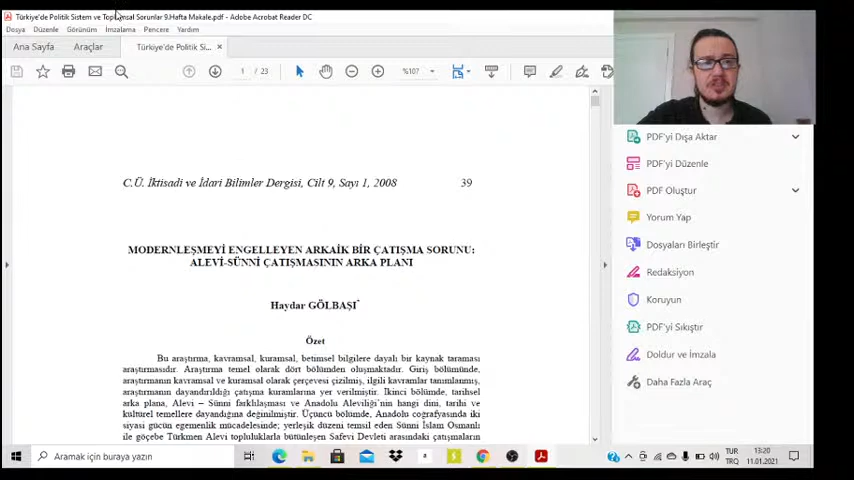 Türkiye'de Politik Sistem ve Toplumsal Sorunlar 9.Hafta Makale.pdf - Adobe Acrobat Reader DC
Dosya Düzenle Görünüm İmzalama Pencere Yardım
Ana Sayfa Araçlar Türkiye'de Politik Si... ×
1 / 23 %107
C.Ü. İktisadi ve İdari Bilimler Dergisi, Cilt 9, Sayı 1, 2008 39
MODERNLEŞMEYİ ENGELLEYEN ARKAİK BİR ÇATIŞMA SORUNU:
ALEVİ-SÜNNİ ÇATIŞMASININ ARKA PLANI
Haydar GÖLBAŞI*
Özet
Bu araştırma, kavramsal, kuramsal, betimsel bilgilere dayalı bir kaynak taraması
araştırmasıdır. Araştırma temel olarak dört bölümden oluşmaktadır. Giriş bölümünde,
araştırmanın kavramsal ve kuramsal olarak çerçevesi çizilmiş, ilgili kavramlar tanımlanmış,
araştırmanın dayandırıldığı çatışma kuramlarına yer verilmiştir. İkinci bölümde, tarihsel
arka plana, Alevi – Sünni farklılaşması ve Anadolu Aleviliği'nin hangi dini, tarihi ve
kültürel temellere dayandığına değinilmiştir. Üçüncü bölümde, Anadolu coğrafyasında iki
siyasi gücün egemenlik mücadelesinde; yerleşik düzeni temsil eden Sünni İslam Osmanlı
ile göçebe Türkmen Alevi topluluklarla bütünleşen Safevi Devleti arasındaki çatışmaların
PDF'yi Dışa Aktar
PDF'yi Düzenle
PDF Oluştur
Yorum Yap
Dosyaları Birleştir
Redaksiyon
Koruyun
PDF'yi Sıkıştır
Doldur ve İmzala
Daha Fazla Araç
Aramak için buraya yazın
a
TUR 13:20
TRQ 11.01.2021